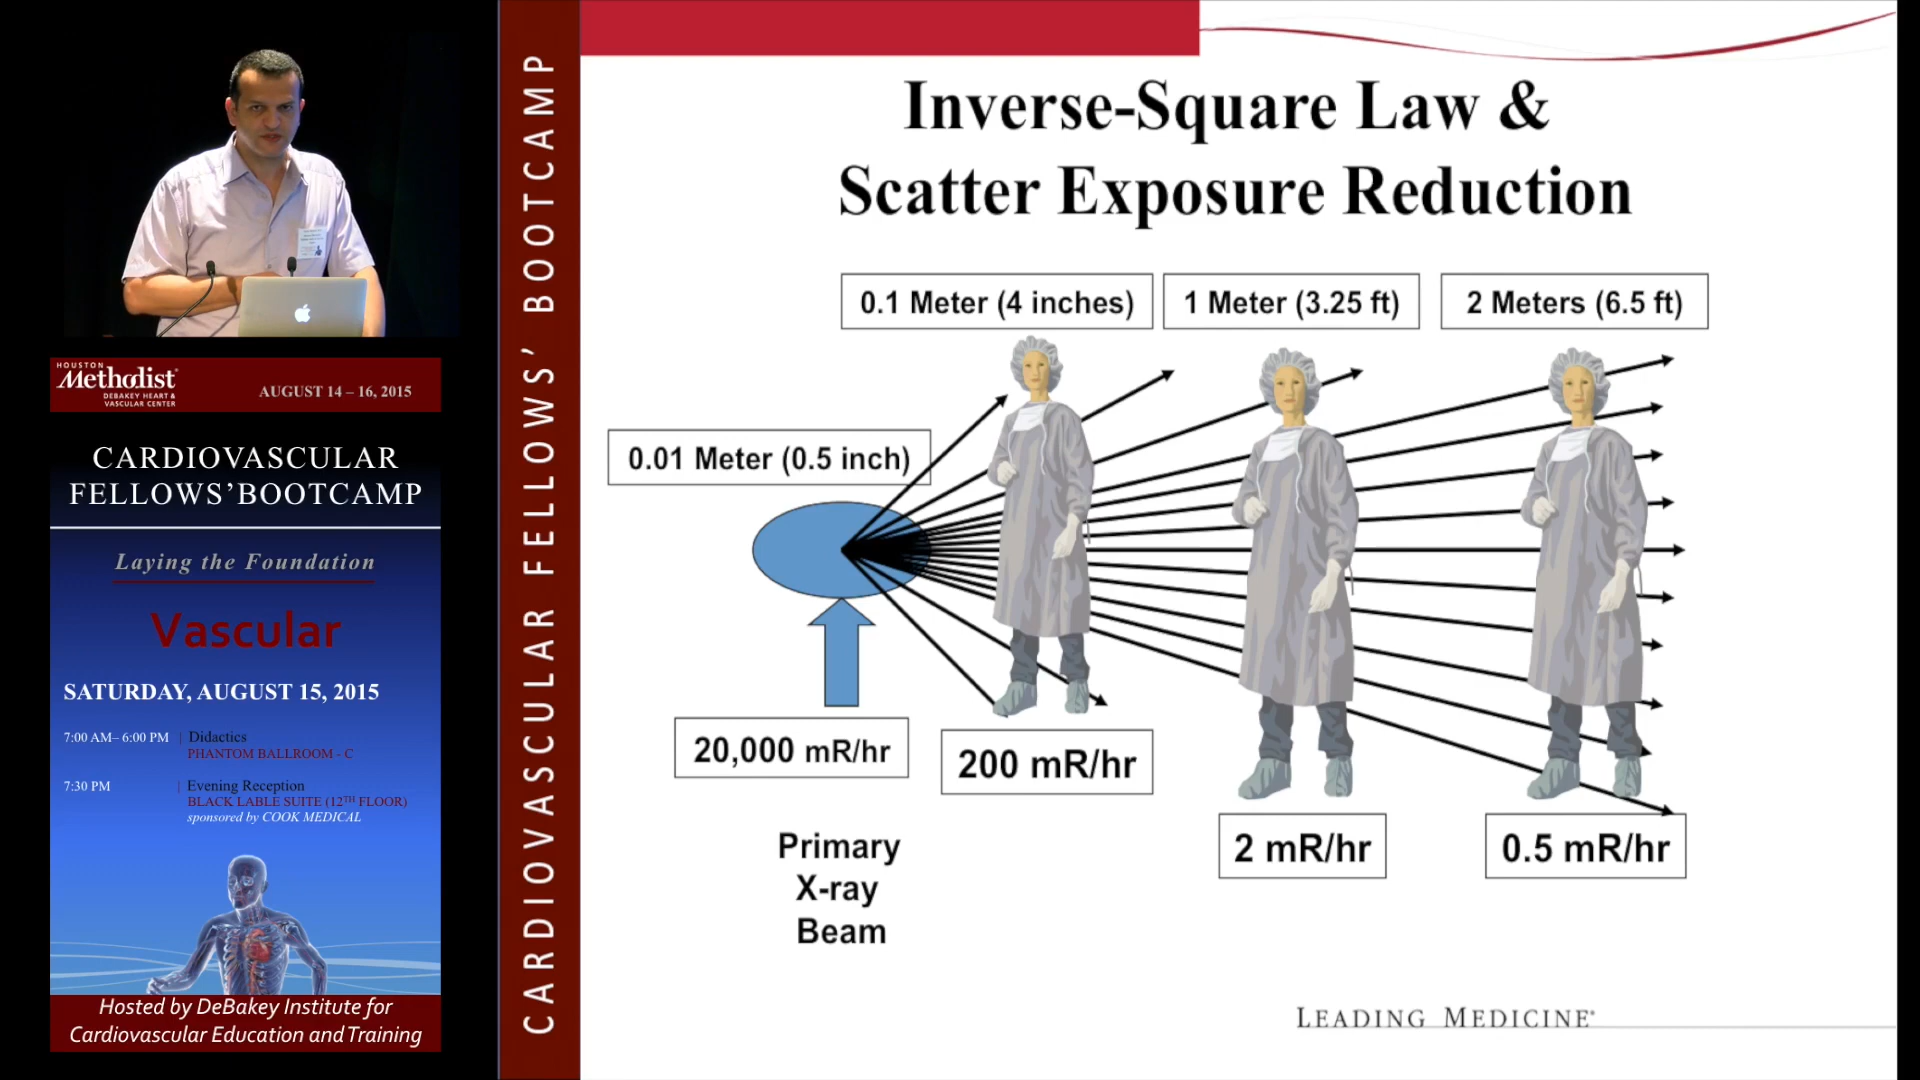 HOUSTON
Methodist
DEBAKEY HEART &
VASCULAR CENTER
AUGUST 14 – 16, 2015
CARDIOVASCULAR
FELLOWS’BOOTCAMP
Laying the Foundation
Vascular
SATURDAY, AUGUST 15, 2015
7:00 AM– 6:00 PM | Didactics
PHANTOM BALLROOM - C
7:30 PM | Evening Reception
BLACK LABLE SUITE (12TH FLOOR)
sponsored by COOK MEDICAL
Hosted by DeBakey Institute for
Cardiovascular Education and Training
CARDIOVASCULAR FELLOWS’ BOOTCAMP
Inverse-Square Law &
Scatter Exposure Reduction
0.1 Meter (4 inches)
1 Meter (3.25 ft)
2 Meters (6.5 ft)
0.01 Meter (0.5 inch)
20,000 mR/hr
200 mR/hr
2 mR/hr
0.5 mR/hr
Primary
X-ray
Beam
LEADING MEDICINE